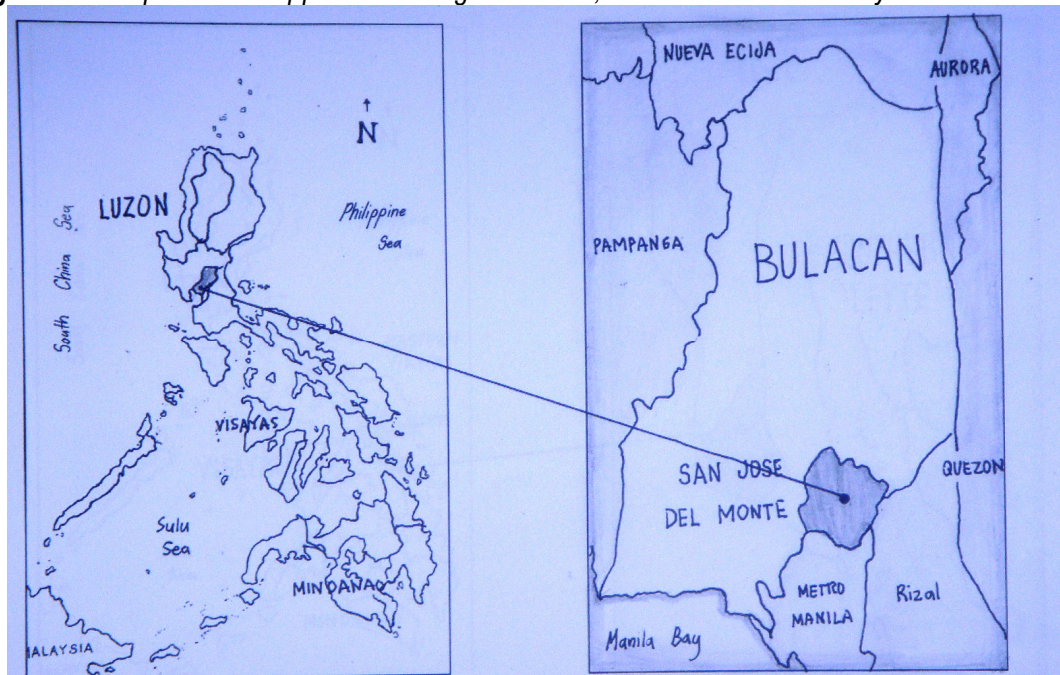 N
LUZON
Philippine
Sea
South China Sea
VISAYAS
Sulu
Sea
MINDANAO
MALAYSIA
NUEVA ECIJA
AURORA
PAMPANGA
BULACAN
SAN JOSE
DEL MONTE
QUEZON
METRO
MANILA
Rizal
Manila Bay